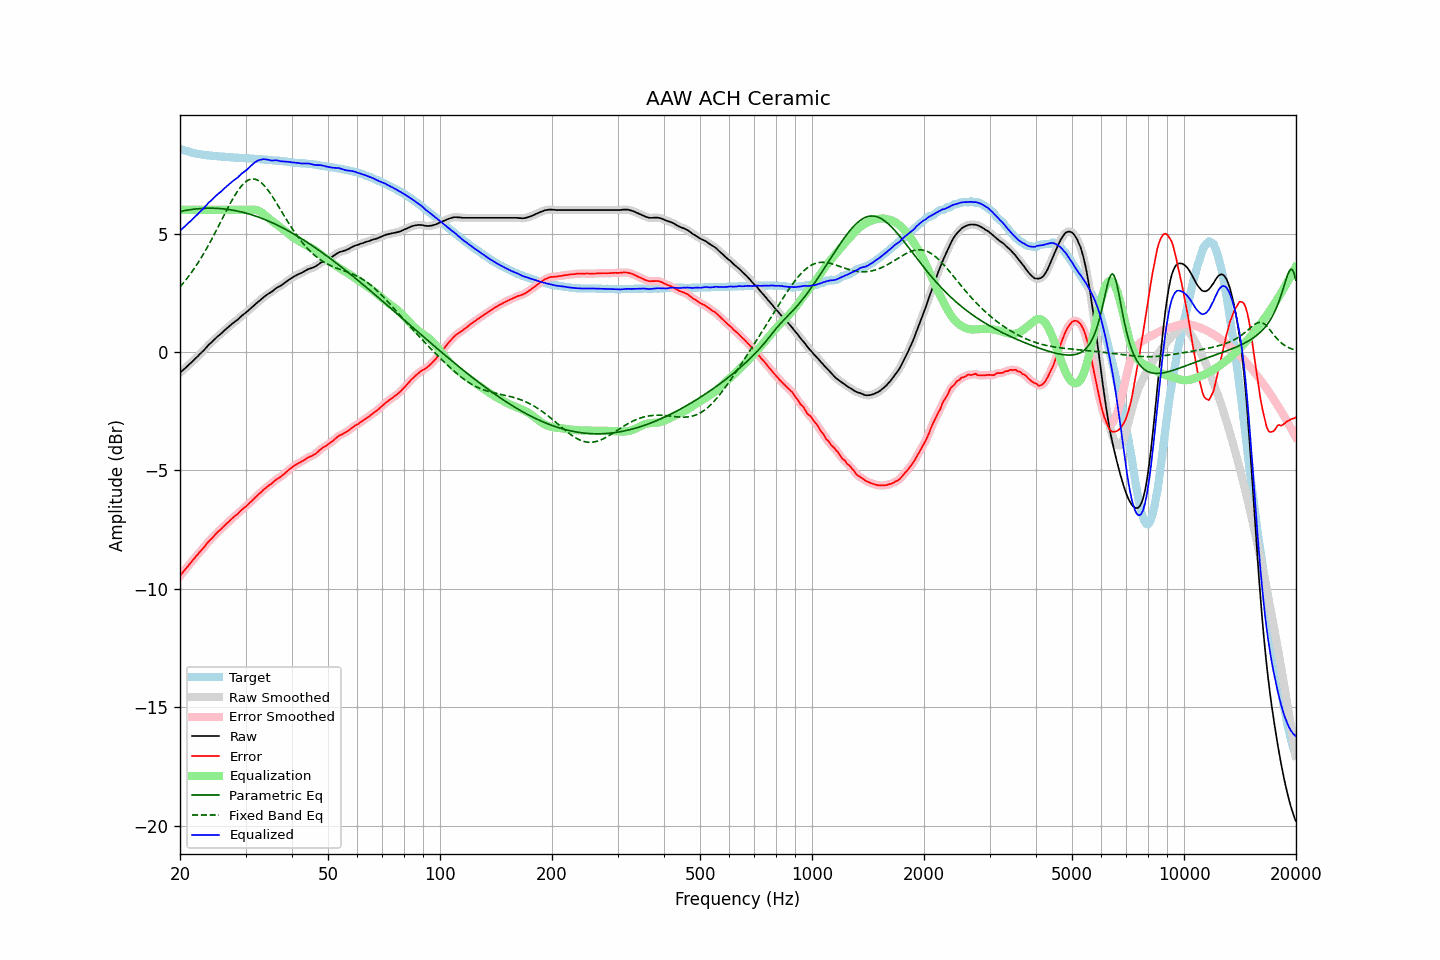 AAW ACH Ceramic
Amplitude (dBr)
5
0
−5
−10
−15
−20
Target
Raw Smoothed
Error Smoothed
Raw
Error
Equalization
Parametric Eq
Fixed Band Eq
Equalized
20 50 100 200 500 1000 2000 5000 10000 20000
Frequency (Hz)